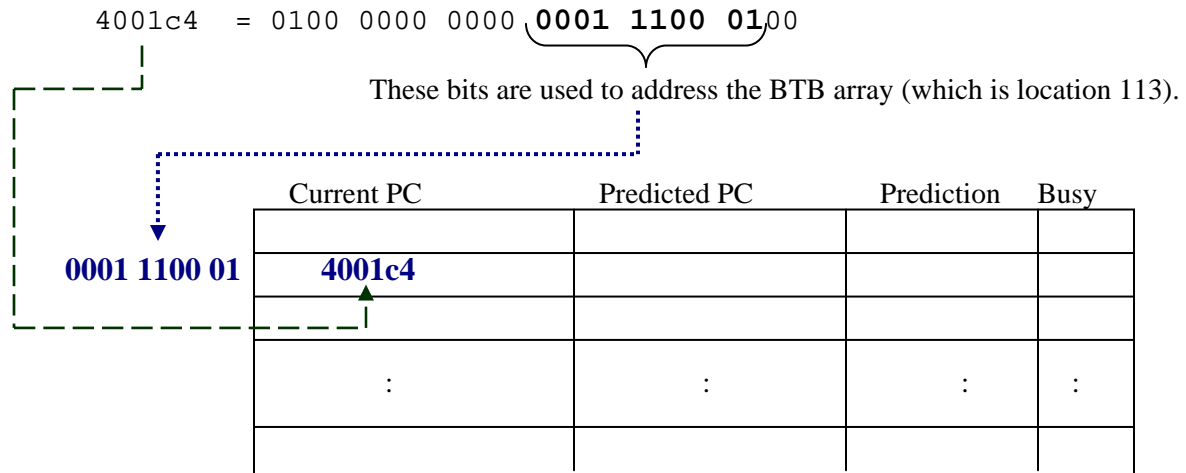 4001c4 = 0100 0000 0000 0001 1100 0100
These bits are used to address the BTB array (which is location 113).
Current PC Predicted PC Prediction Busy
0001 1100 01 4001c4
: : : :